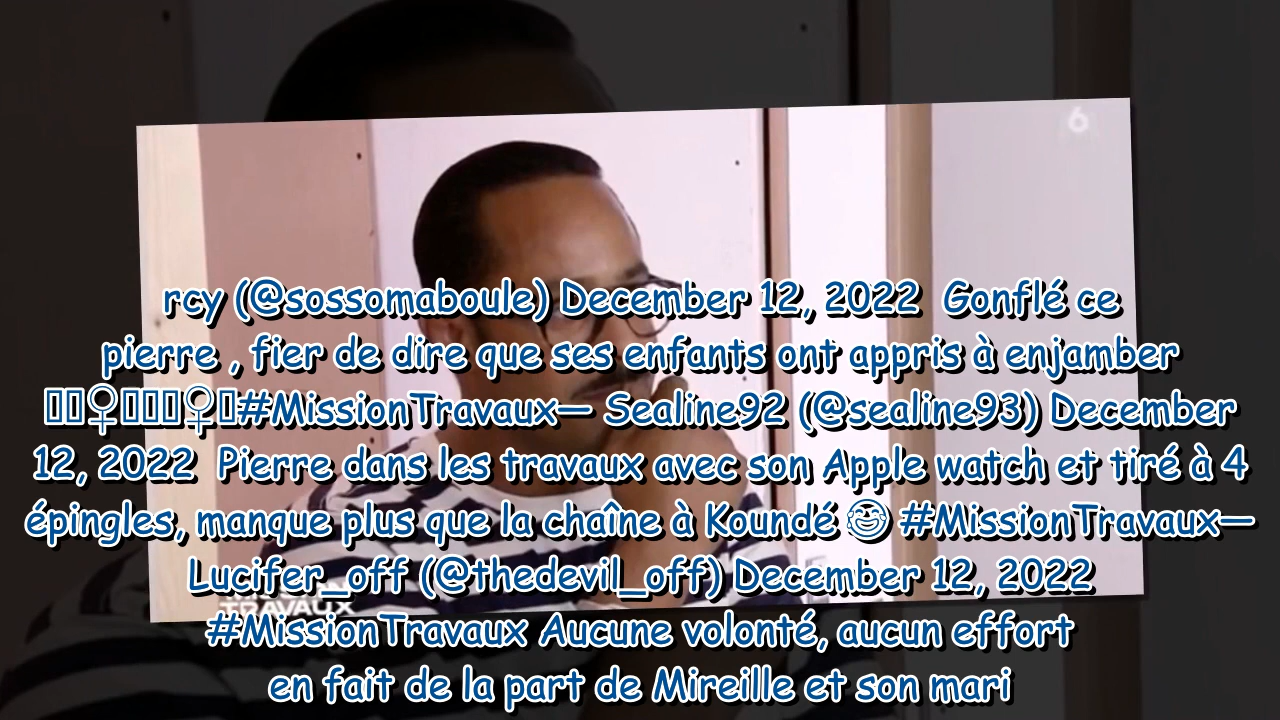 6
rcy (@sossomaboule) December 12, 2022 Gonflé ce
pierre , fier de dire que ses enfants ont appris à enjamber
▯▯♀▯▯▯♀▯#MissionTravaux— Sealine92 (@sealine93) December
12, 2022 Pierre dans les travaux avec son Apple watch et tiré à 4
épingles, manque plus que la chaîne à Koundé 😂 #MissionTravaux—
Lucifer_off (@thedevil_off) December 12, 2022
TRAVAUX
#MissionTravaux Aucune volonté, aucun effort
en fait de la part de Mireille et son mari